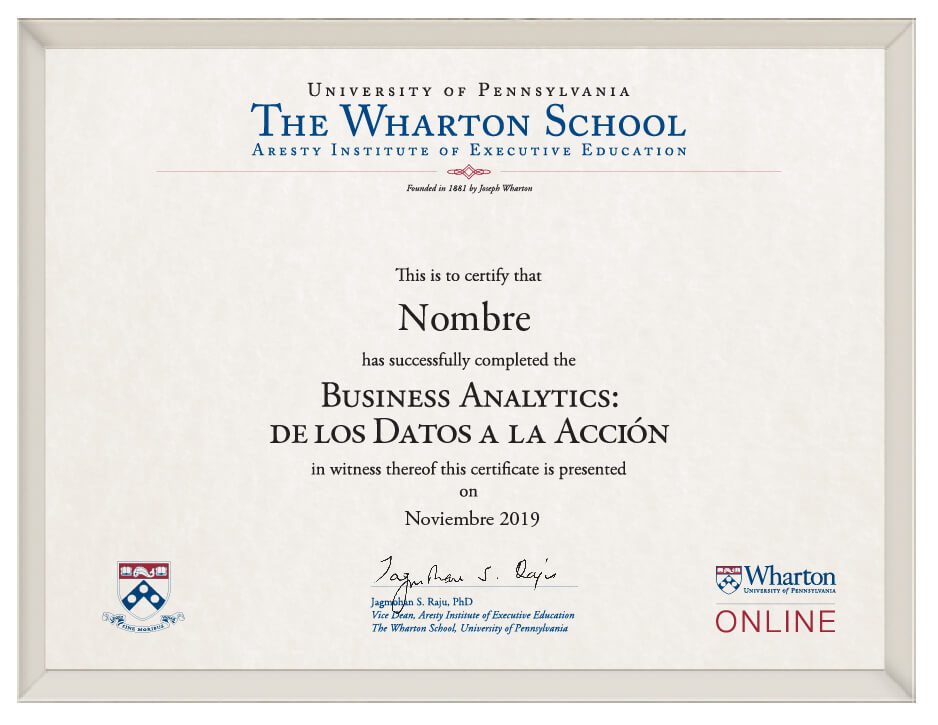 University of Pennsylvania
The Wharton School
Aresty Institute of Executive Education
Founded in 1881 by Joseph Wharton
This is to certify that
Nombre
has successfully completed the
Business Analytics:
de los Datos a la Acción
in witness thereof this certificate is presented
on
Noviembre 2019
Jagmohan S. Raju
Jagmohan S. Raju, PhD
Vice Dean, Aresty Institute of Executive Education
The Wharton School, University of Pennsylvania
SINE MORIBUS
Wharton
University of Pennsylvania
ONLINE